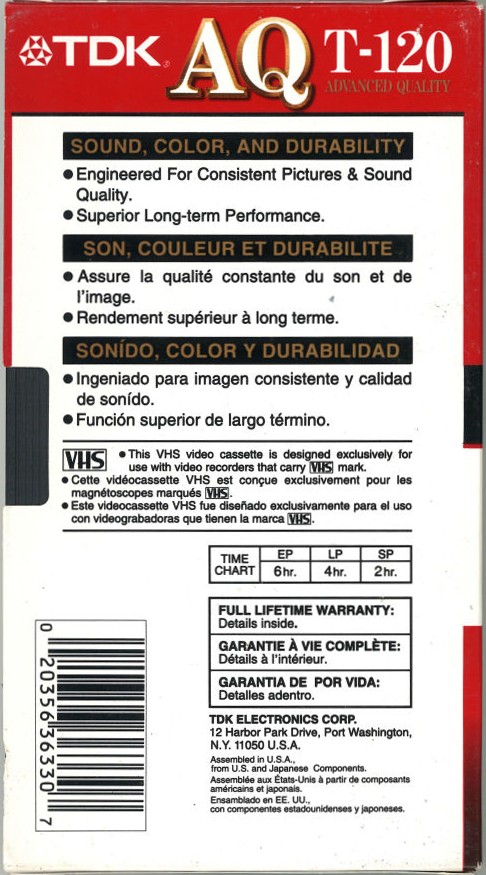 TDK® AQ T-120
ADVANCED QUALITY
SOUND, COLOR, AND DURABILITY
● Engineered For Consistent Pictures & Sound
Quality.
● Superior Long-term Performance.
SON, COULEUR ET DURABILITE
● Assure la qualité constante du son et de
l'image.
● Rendement supérieur à long terme.
SONÍDO, COLOR Y DURABILIDAD
● Ingeniado para imagen consistente y calidad
de sonído.
● Función superior de largo término.
VHS ● This VHS video cassette is designed exclusively for
use with video recorders that carry VHS mark.
● Cette vidéocassette VHS est conçue exclusivement pour les
magnétoscopes marqués VHS.
● Este videocassette VHS fue diseñado exclusivamente para el uso
con videograbadoras que tienen la marca VHS.
TIME CHART
EP LP SP
6hr. 4hr. 2hr.
FULL LIFETIME WARRANTY:
Details inside.
GARANTIE À VIE COMPLÈTE:
Détails à l'intérieur.
GARANTIA DE POR VIDA:
Detalles adentro.
TDK ELECTRONICS CORP.
12 Harbor Park Drive, Port Washington,
N.Y. 11050 U.S.A.
Assembled in U.S.A.,
from U.S. and Japanese Components.
Assemblée aux États-Unis à partir de composants
américains et japonais.
Ensamblado en EE. UU.,
con componentes estadounidenses y japoneses.
0 20356 36330 7